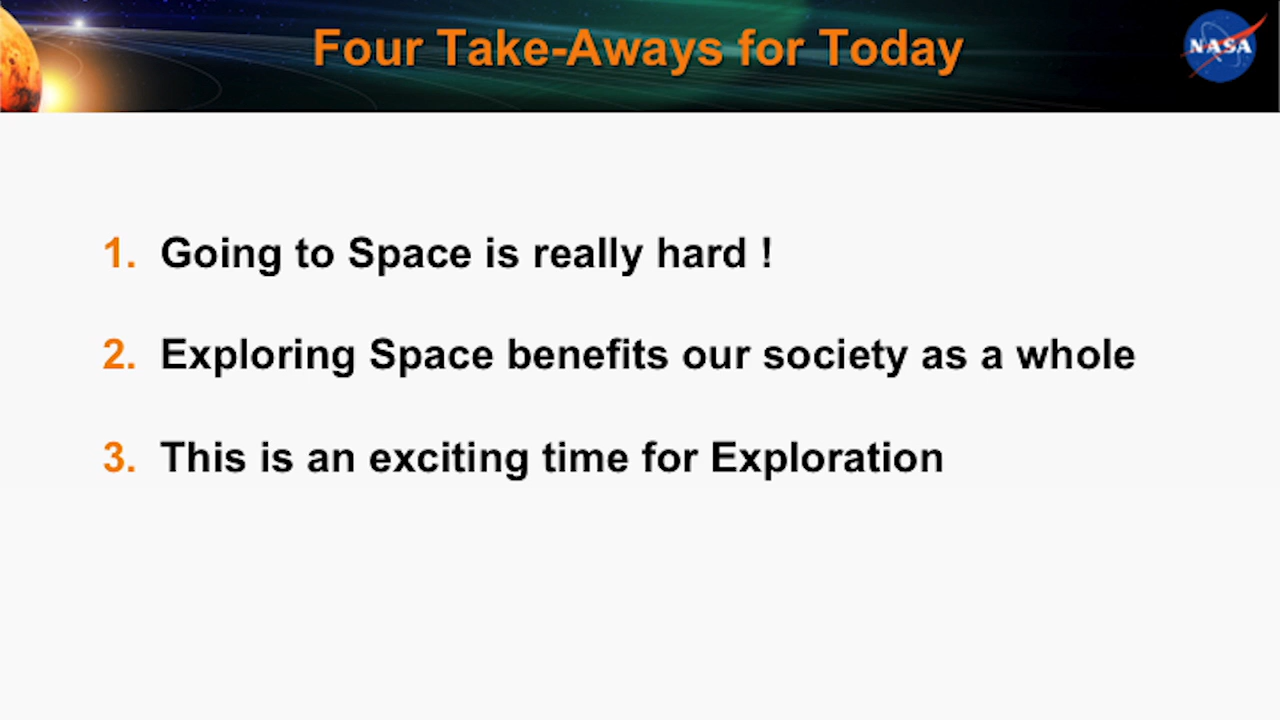 Four Take-Aways for Today
NASA
1. Going to Space is really hard !
2. Exploring Space benefits our society as a whole
3. This is an exciting time for Exploration